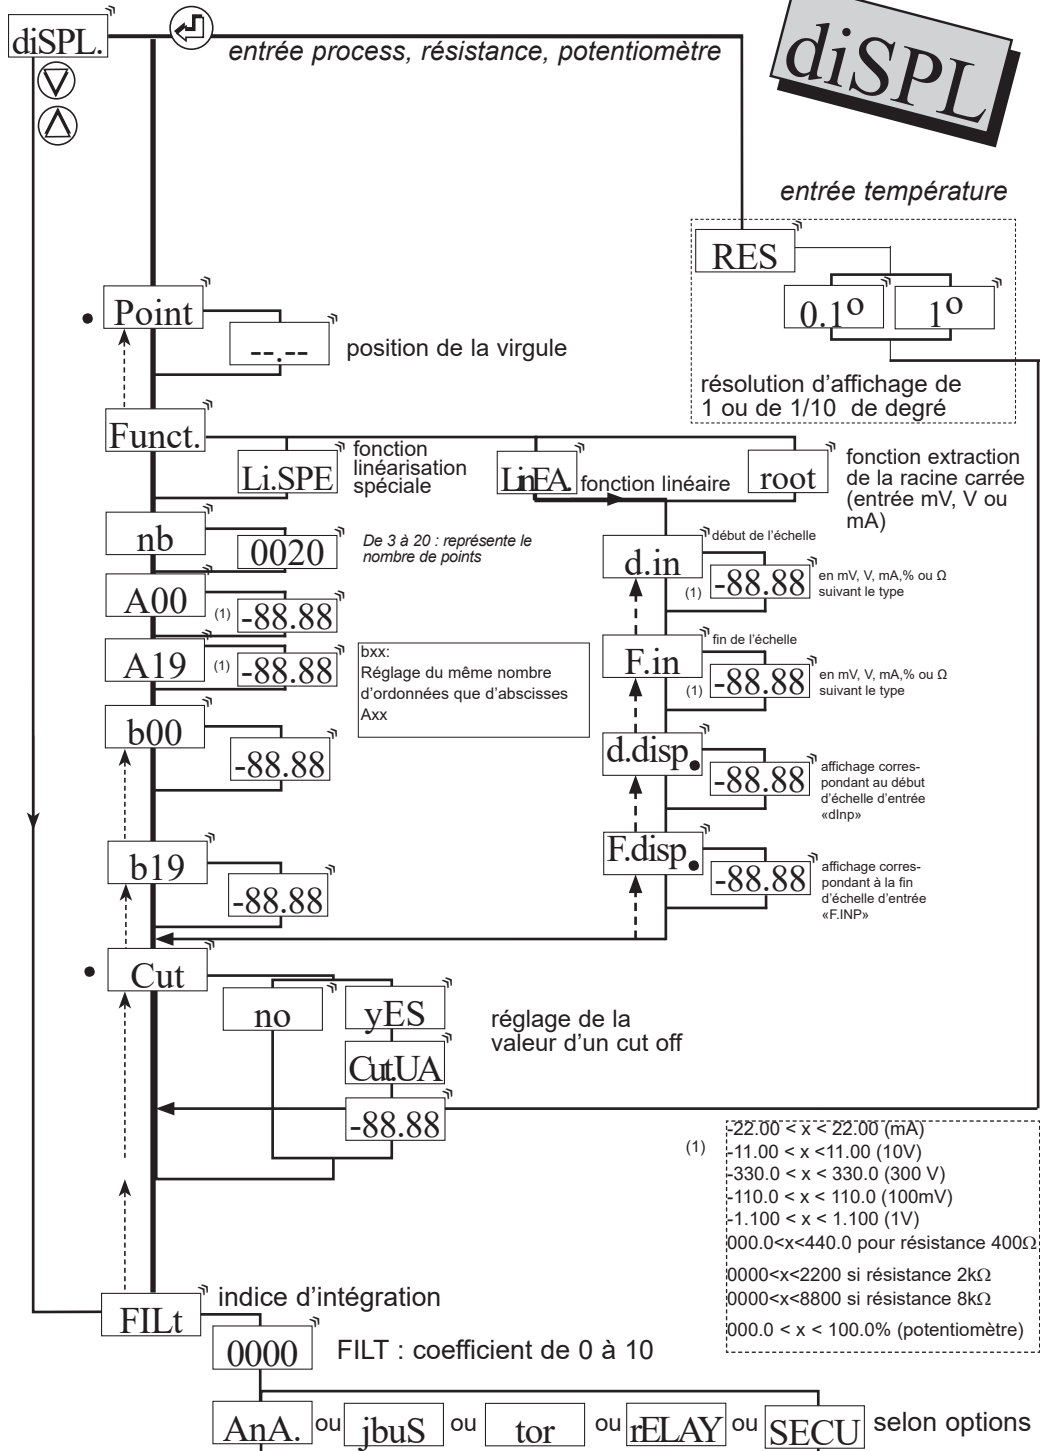 diSPL.
entrée process, résistance, potentiomètre
diSPL
entrée température
RES
0.1°
1°
résolution d'affichage de
1 ou de 1/10 de degré
Point
--.--
position de la virgule
Funct.
Li.SPE
fonction
linéarisation
spéciale
LinEA.
fonction linéaire
root
fonction extraction
de la racine carrée
(entrée mV, V ou
mA)
nb
0020
De 3 à 20 : représente le
nombre de points
A00
(1)
-88.88
A19
(1)
-88.88
bxx:
Réglage du même nombre
d'ordonnées que d'abscisses
Axx
b00
-88.88
b19
-88.88
d.in
début de l'échelle
(1)
-88.88
en mV, V, mA,% ou Ω
suivant le type
F.in
fin de l'échelle
(1)
-88.88
en mV, V, mA,% ou Ω
suivant le type
d.disp.
-88.88
affichage corres-
pondant au début
d'échelle d'entrée
«dInp»
F.disp.
-88.88
affichage corres-
pondant à la fin
d'échelle d'entrée
«F.INP»
Cut
no
yES
Cut.UA
-88.88
réglage de la
valeur d'un cut off
(1)
-22.00 < x < 22.00 (mA)
-11.00 < x <11.00 (10V)
-330.0 < x < 330.0 (300 V)
-110.0 < x < 110.0 (100mV)
-1.100 < x < 1.100 (1V)
000.0<x<440.0 pour résistance 400Ω
0000<x<2200 si résistance 2kΩ
0000<x<8800 si résistance 8kΩ
000.0 < x < 100.0% (potentiomètre)
FILt
indice d'intégration
0000
FILT : coefficient de 0 à 10
AnA. ou jbuS ou tor ou rELAY ou SECU selon options